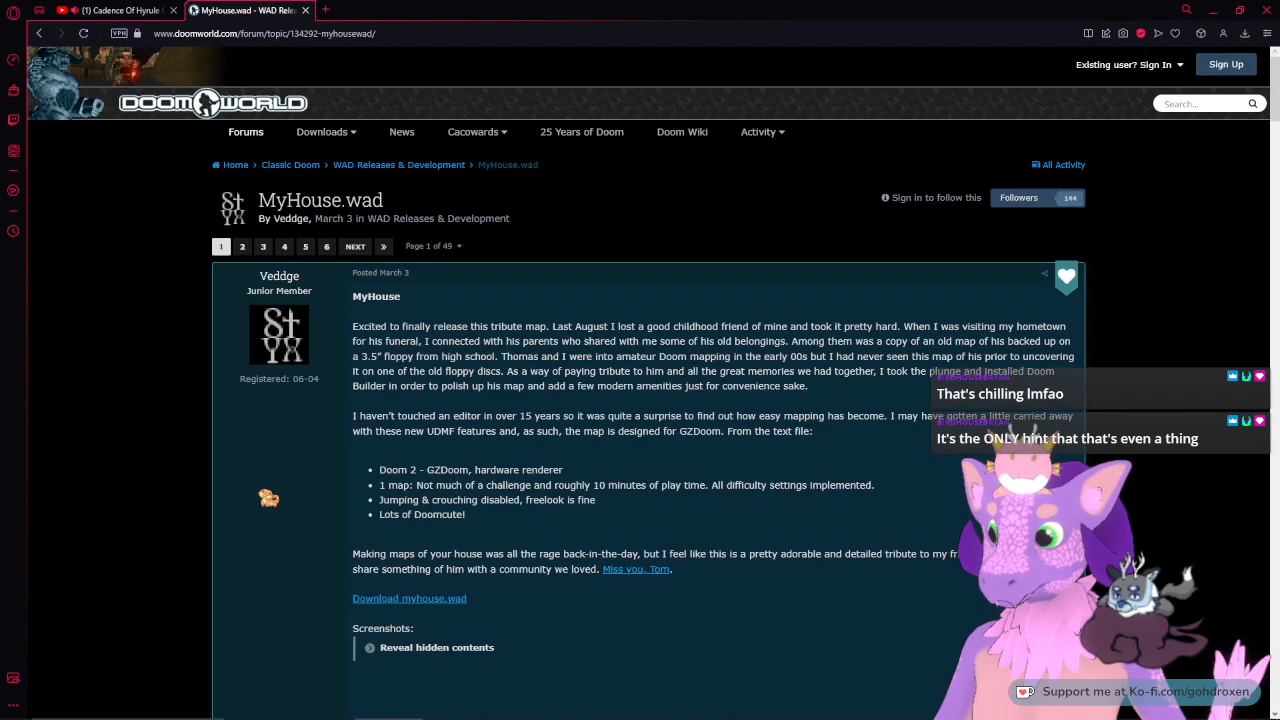 (1) Cadence Of Hyrule (
MyHouse.wad - WAD Relea
VPN
www.doomworld.com/forum/topic/134292-myhousewad/
Existing user? Sign In
Sign Up
DOOMWORLD
Search...
Forums
Downloads
News
Cacowards
25 Years of Doom
Doom Wiki
Activity
Home
Classic Doom
WAD Releases & Development
MyHouse.wad
All Activity
St
YX
MyHouse.wad
By Veddge, March 3 in WAD Releases & Development
Sign in to follow this
Followers
144
1 2 3 4 5 6 NEXT
Page 1 of 49
Veddge
Junior Member
St
YX
Registered: 06-04
Posted March 3
MyHouse
Excited to finally release this tribute map. Last August I lost a good childhood friend of mine and took it pretty hard. When I was visiting my hometown
for his funeral, I connected with his parents who shared with me some of his old belongings. Among them was a copy of an old map of his backed up on
a 3.5" floppy from high school. Thomas and I were into amateur Doom mapping in the early 00s but I had never seen this map of his prior to uncovering
it on one of the old floppy discs. As a way of paying tribute to him and all the great memories we had together, I took the plunge and installed Doom
Builder in order to polish up his map and add a few modern amenities just for convenience sake.
I haven't touched an editor in over 15 years so it was quite a surprise to find out how easy mapping has become. I may have gotten a little carried away
with these new UDMF features and, as such, the map is designed for GZDoom. From the text file:
Doom 2 - GZDoom, hardware renderer
1 map: Not much of a challenge and roughly 10 minutes of play time. All difficulty settings implemented.
Jumping & crouching disabled, freelook is fine
Lots of Doomcute!
Making maps of your house was all the rage back-in-the-day, but I feel like this is a pretty adorable and detailed tribute to my fr
share something of him with a community we loved. Miss you, Tom.
Download myhouse.wad
Screenshots:
Reveal hidden contents
BIRDHOUSEBRYAN
That's chilling lmfao
BIRDHOUSEBRYAN
It's the ONLY hint that that's even a thing
Support me at Ko-fi.com/gohdroxen